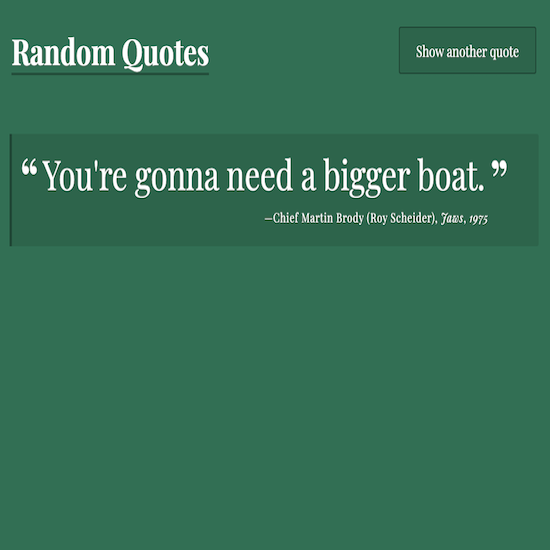 Random Quotes
Show another quote
“ You're gonna need a bigger boat. ”
—Chief Martin Brody (Roy Scheider), Jaws, 1975